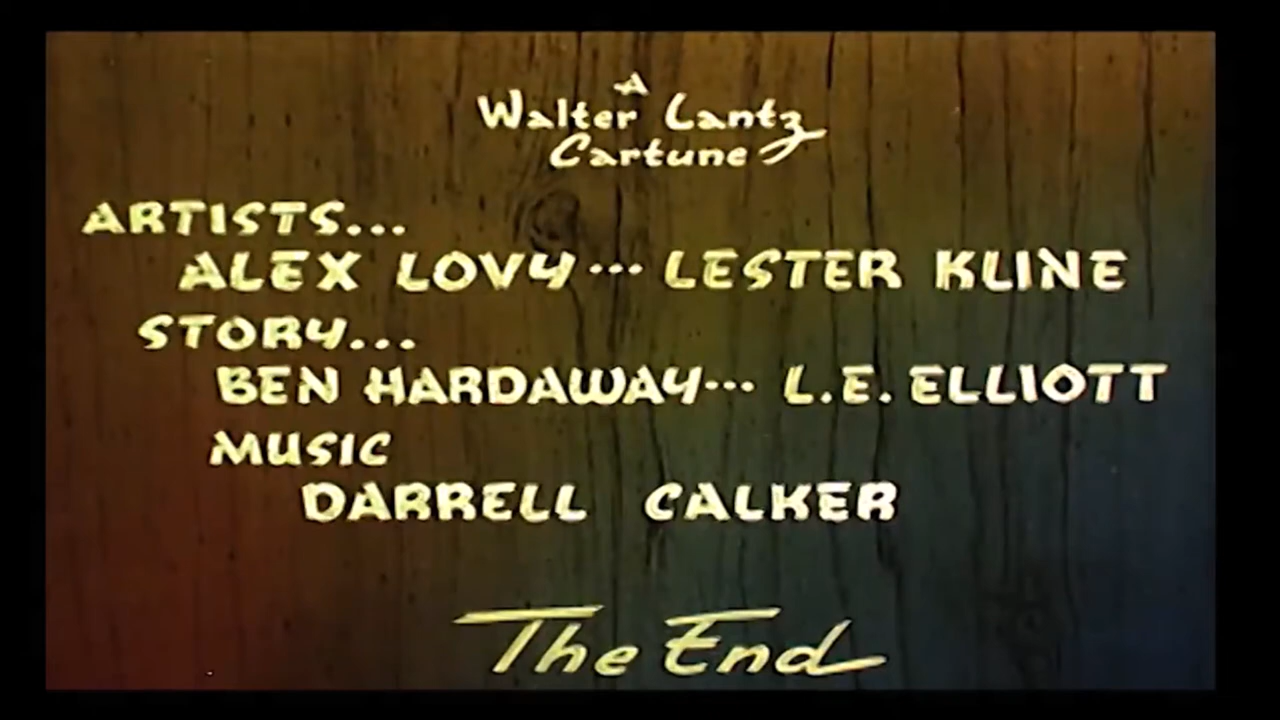 A
Walter Lantz
Cartune
ARTISTS...
ALEX LOVY... LESTER KLINE
STORY...
BEN HARDAWAY... L.E. ELLIOTT
MUSIC
DARRELL CALKER
The End